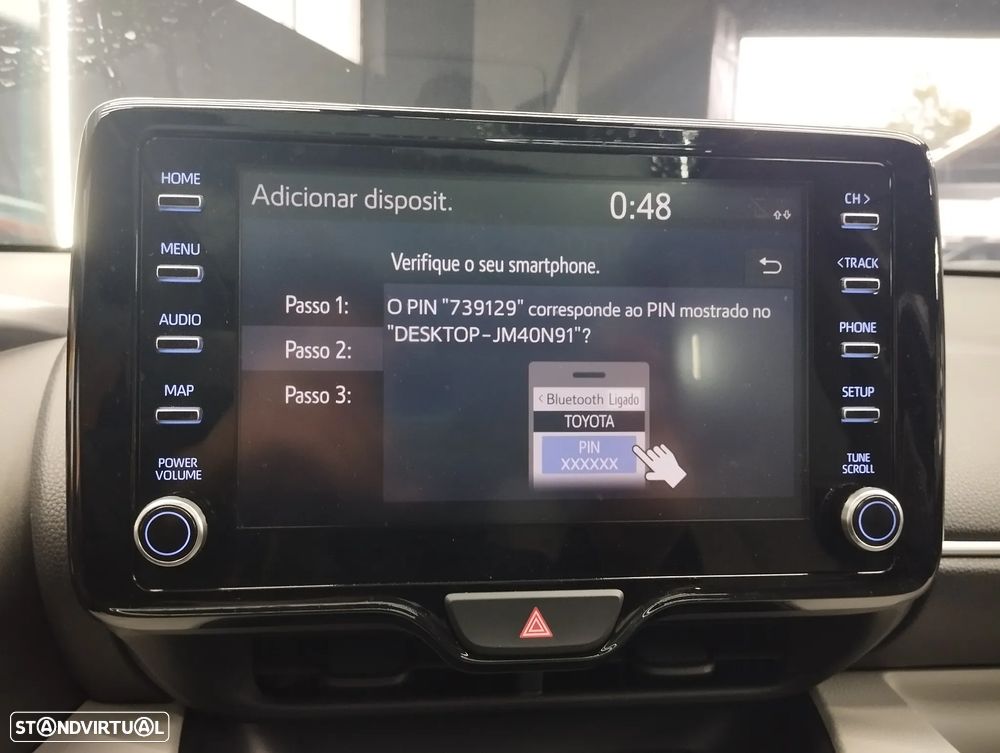 HOME
MENU
AUDIO
MAP
POWER
VOLUME
Adicionar disposit.
0:48
Verifique o seu smartphone.
Passo 1:
Passo 2:
Passo 3:
O PIN "739129" corresponde ao PIN mostrado no
"DESKTOP-JM40N91"?
< Bluetooth Ligado
TOYOTA
PIN
XXXXXX
CH >
< TRACK
PHONE
SETUP
TUNE
SCROLL
STANDVIRTUAL